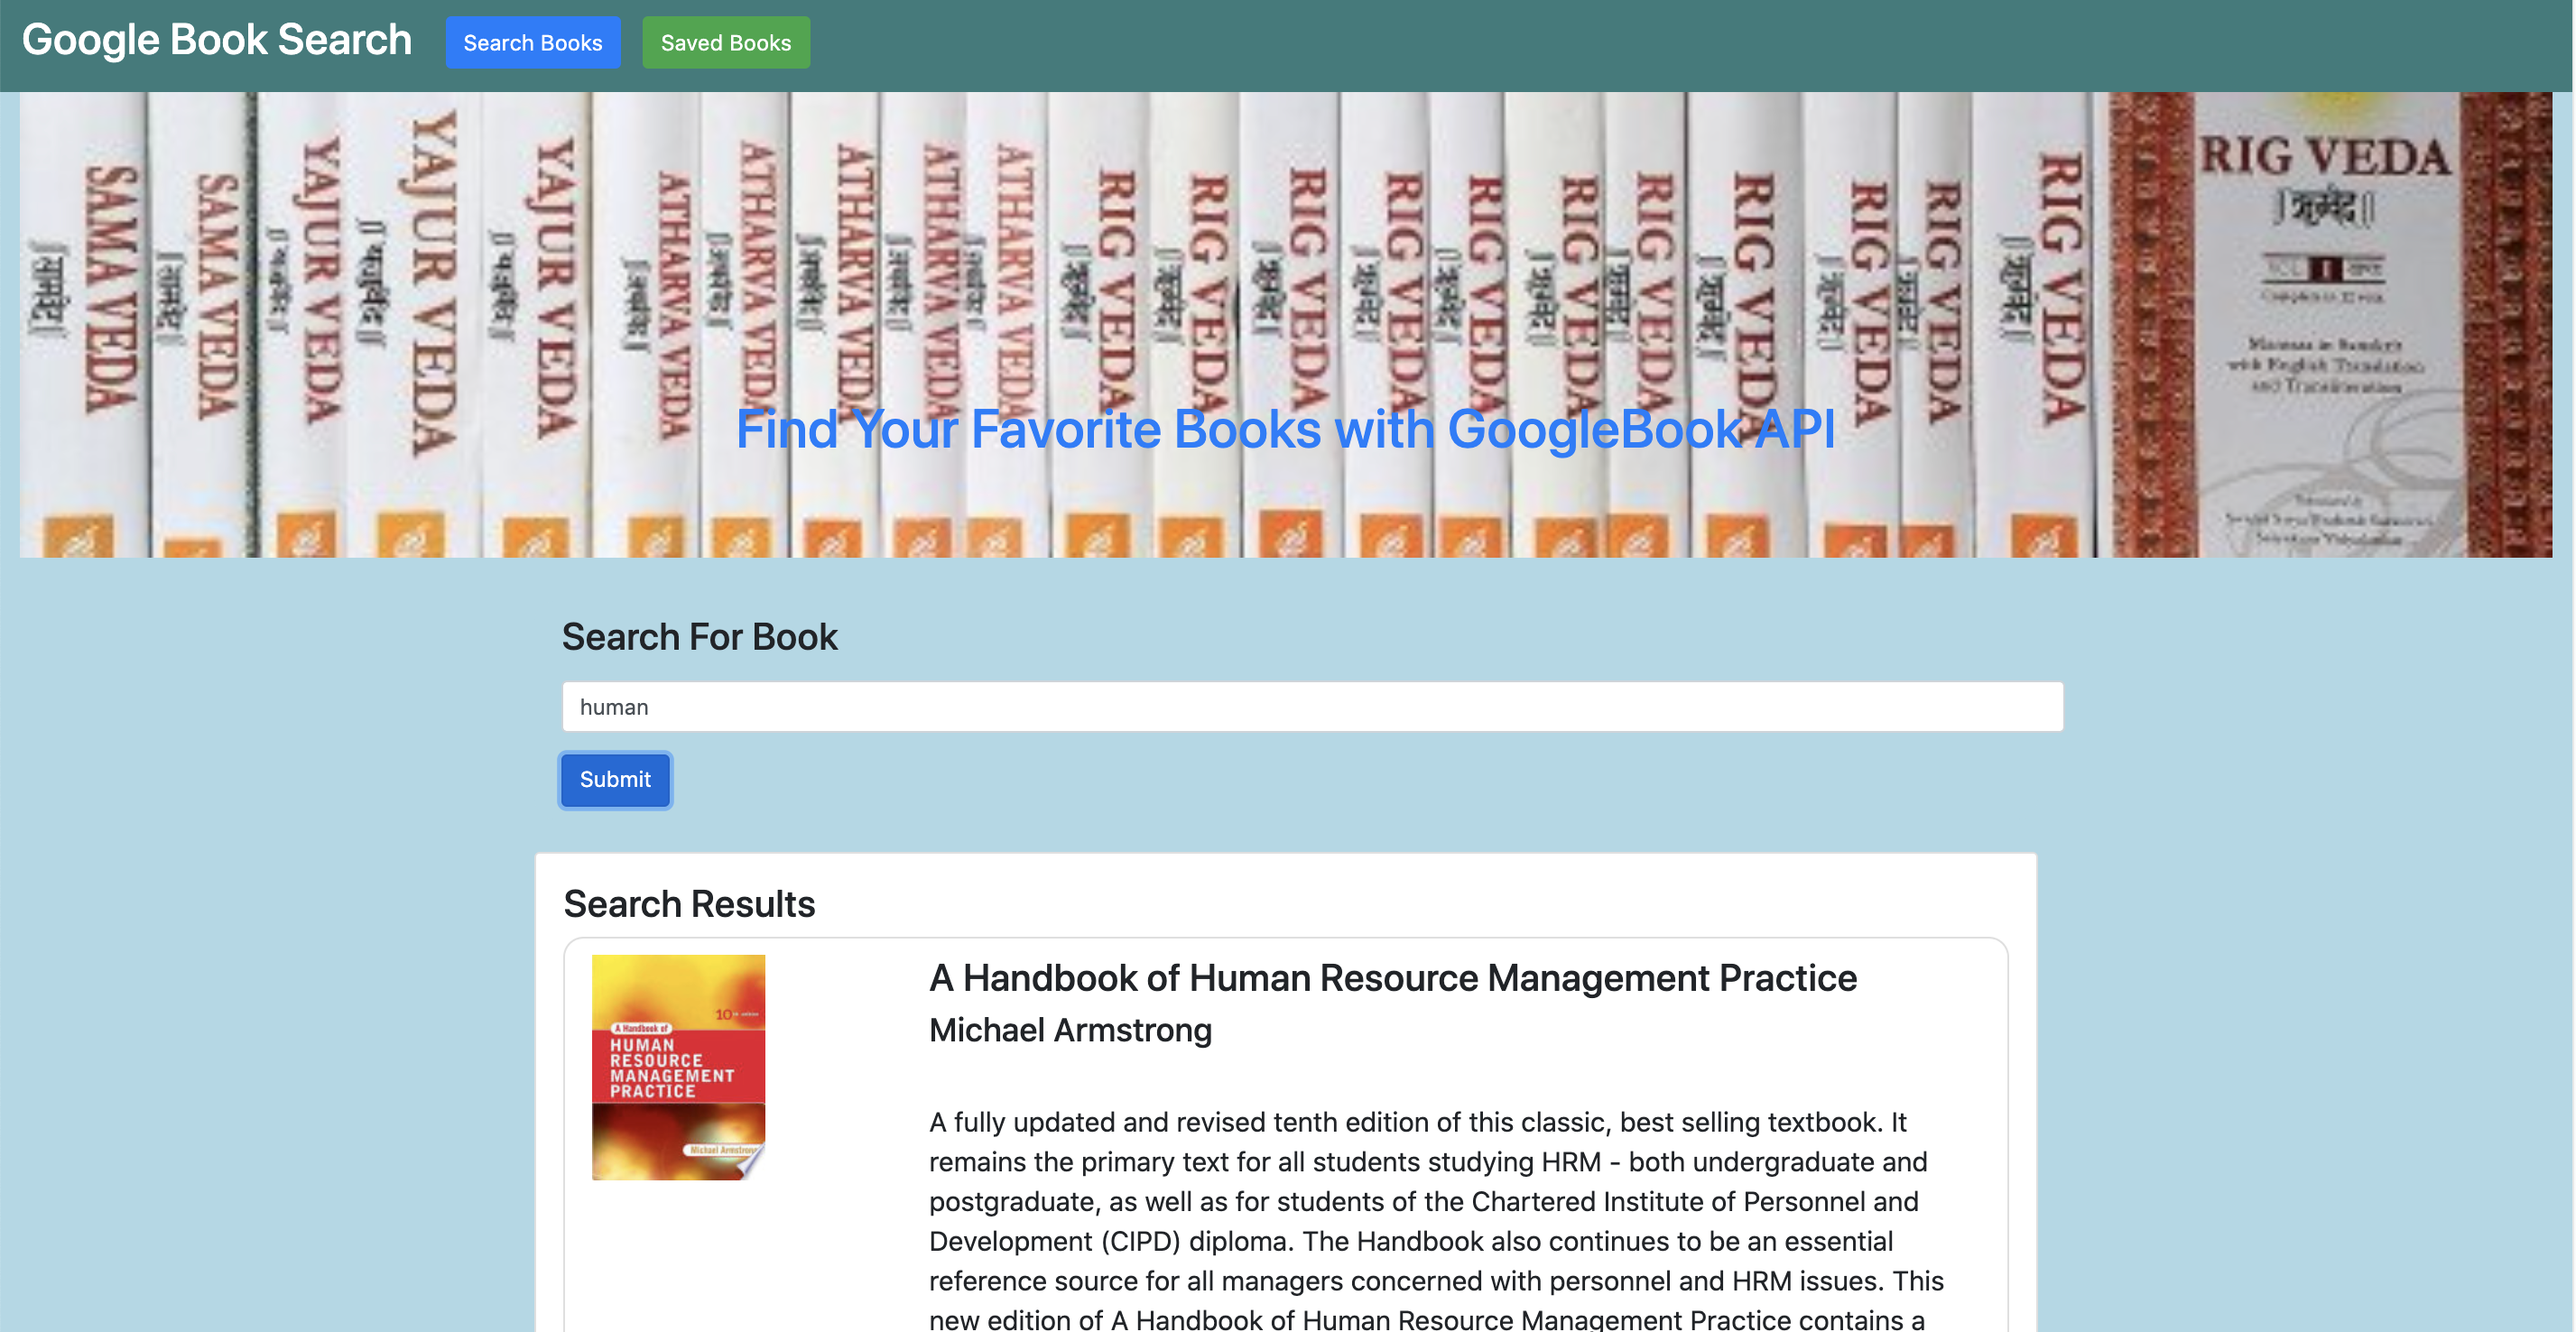 Google Book Search
Search Books
Saved Books
सामवेद
SAMA VEDA
सामवेद
SAMA VEDA
यजुर्वेद
YAJUR VEDA
यजुर्वेद
YAJUR VEDA
यजुर्वेद
YAJUR VEDA
अथर्ववेद
ATHARVA VEDA
अथर्ववेद
ATHARVA VEDA
अथर्ववेद
ATHARVA VEDA
अथर्ववेद
ATHARVA VEDA
अथर्ववेद
ATHARVA VEDA
ऋग्वेद
RIG VEDA
ऋग्वेद
RIG VEDA
ऋग्वेद
RIG VEDA
ऋग्वेद
RIG VEDA
ऋग्वेद
RIG VEDA
ऋग्वेद
RIG VEDA
ऋग्वेद
RIG VEDA
ऋग्वेद
RIG VEDA
ऋग्वेद
RIG VEDA
ऋग्वेद
RIG VEDA
ऋग्वेद
RIG VEDA
RIG VEDA
॥ ऋग्वेद ॥
VOL I
Mantras in Sanskrit
with English Translation
and Transliteration
Find Your Favorite Books with GoogleBook API
Search For Book
human
Submit
Search Results
10th edition
A Handbook of
HUMAN
RESOURCE
MANAGEMENT
PRACTICE
Michael Armstrong
A Handbook of Human Resource Management Practice
Michael Armstrong
A fully updated and revised tenth edition of this classic, best selling textbook. It
remains the primary text for all students studying HRM - both undergraduate and
postgraduate, as well as for students of the Chartered Institute of Personnel and
Development (CIPD) diploma. The Handbook also continues to be an essential
reference source for all managers concerned with personnel and HRM issues. This
new edition of A Handbook of Human Resource Management Practice contains a